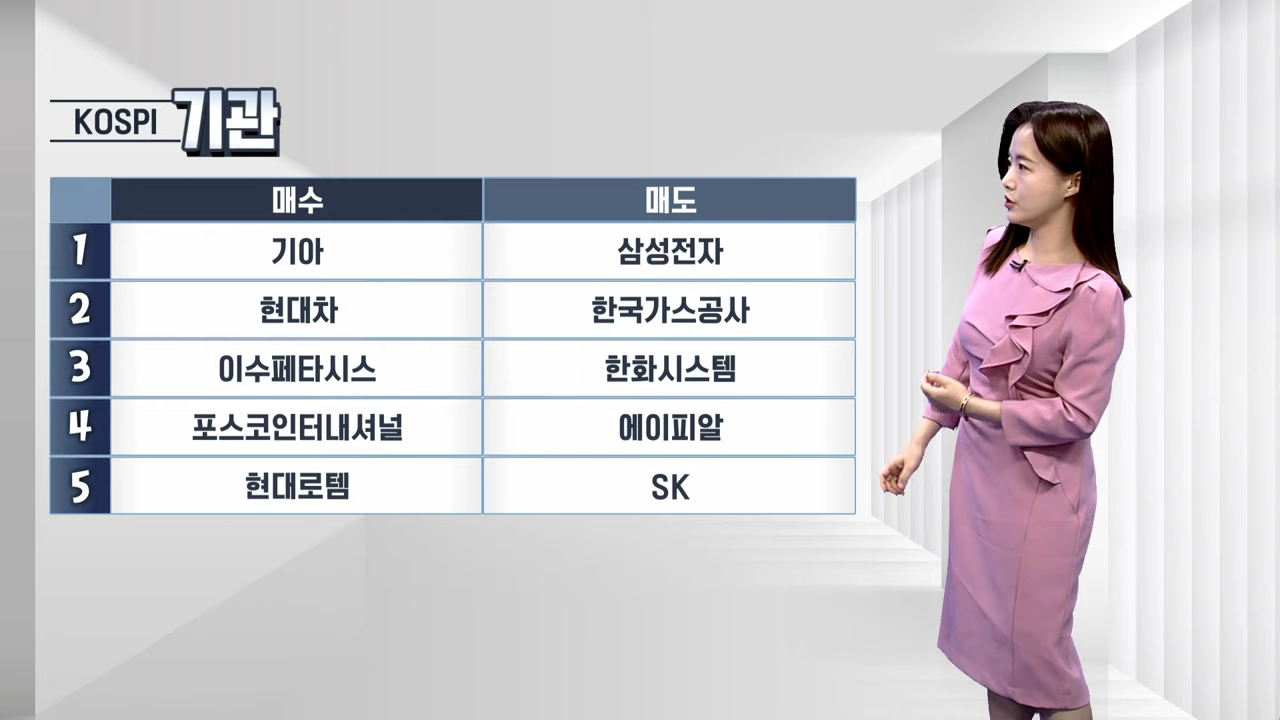 KOSPI 기관
매수 매도
1 기아 삼성전자
2 현대차 한국가스공사
3 이수페타시스 한화시스템
4 포스코인터내셔널 에이피알
5 현대로템 SK